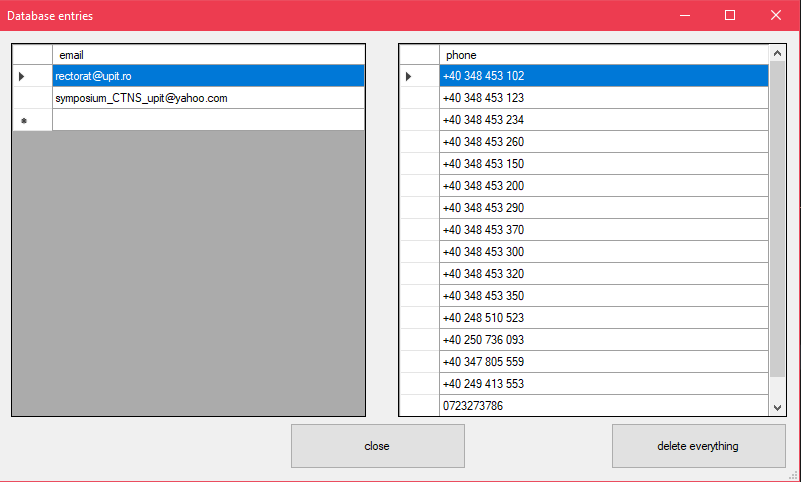 Database entries
email
rectorat@upit.ro
symposium_CTNS_upit@yahoo.com
phone
+40 348 453 102
+40 348 453 123
+40 348 453 234
+40 348 453 260
+40 348 453 150
+40 348 453 200
+40 348 453 290
+40 348 453 370
+40 348 453 300
+40 348 453 320
+40 348 453 350
+40 248 510 523
+40 250 736 093
+40 347 805 559
+40 249 413 553
0723273786
close
delete everything